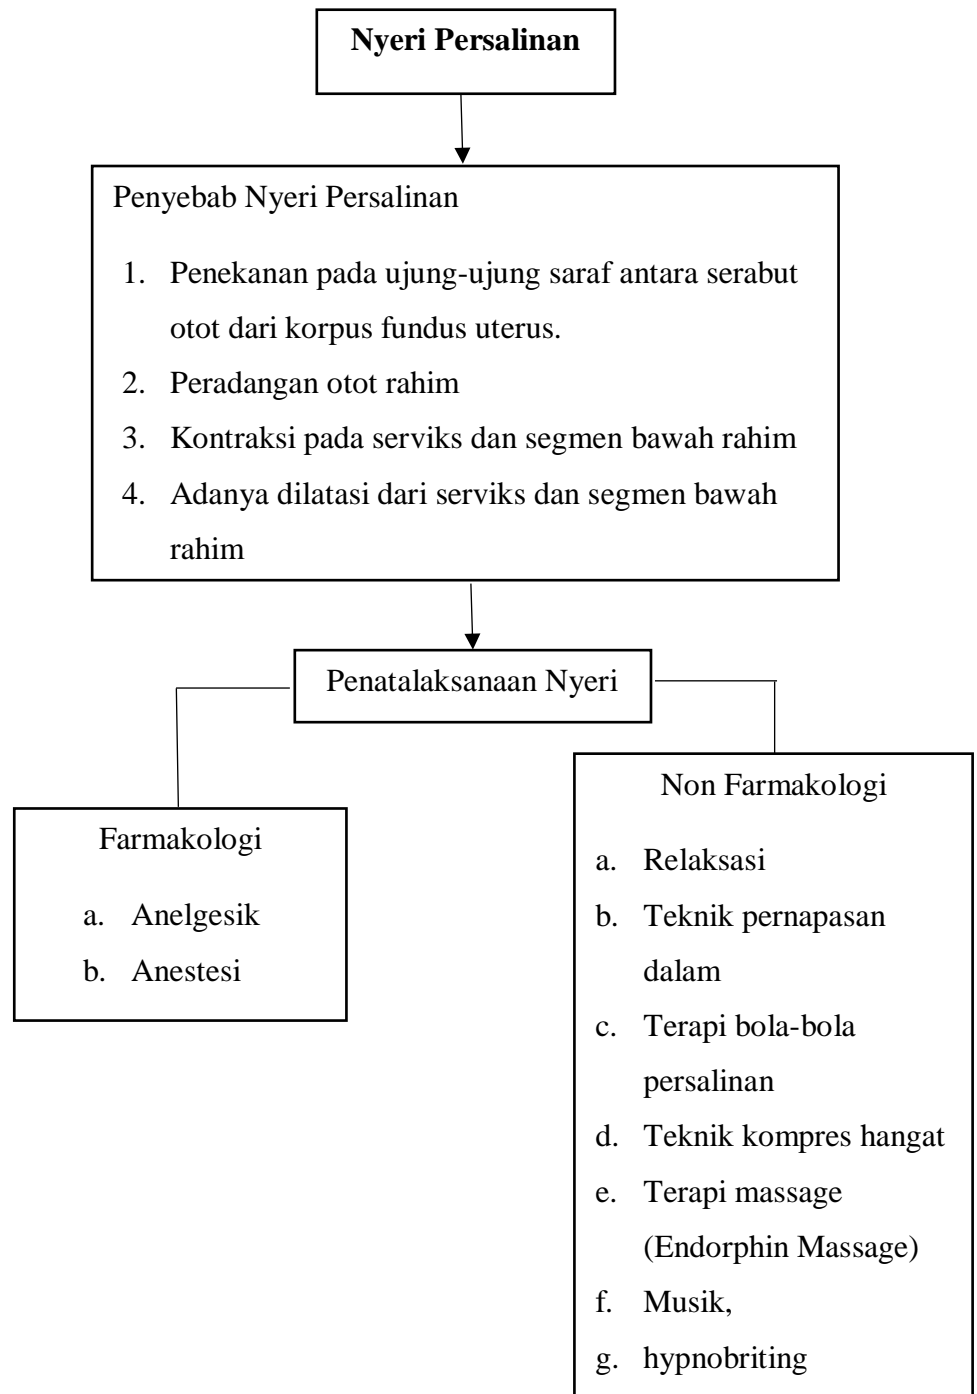 Nyeri Persalinan
Penyebab Nyeri Persalinan
1. Penekanan pada ujung-ujung saraf antara serabut
otot dari korpus fundus uterus.
2. Peradangan otot rahim
3. Kontraksi pada serviks dan segmen bawah rahim
4. Adanya dilatasi dari serviks dan segmen bawah
rahim
Penatalaksanaan Nyeri
Farmakologi
a. Anelgesik
b. Anestesi
Non Farmakologi
a. Relaksasi
b. Teknik pernapasan
dalam
c. Terapi bola-bola
persalinan
d. Teknik kompres hangat
e. Terapi massage
(Endorphin Massage)
f. Musik,
g. hypnobriting